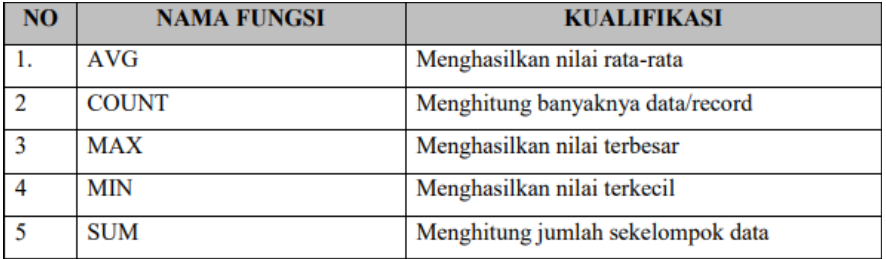 NO NAMA FUNGSI KUALIFIKASI
1. AVG Menghasilkan nilai rata-rata
2 COUNT Menghitung banyaknya data/record
3 MAX Menghasilkan nilai terbesar
4 MIN Menghasilkan nilai terkecil
5 SUM Menghitung jumlah sekelompok data